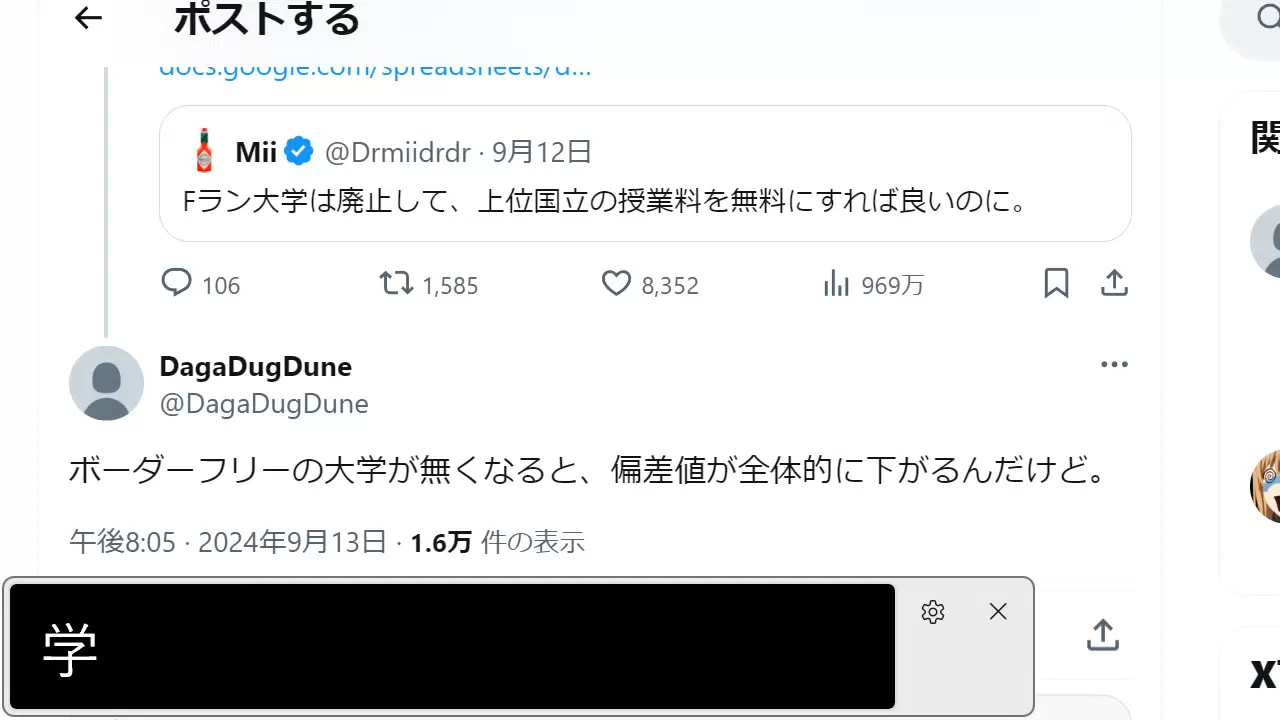 ポストする
docs.google.com/spreadsheets/d...
Mii @Drmiidrdr · 9月12日
Fラン大学は廃止して、上位国立の授業料を無料にすれば良いのに。
106 1,585 8,352 969万
DagaDugDune
@DagaDugDune
ボーダーフリーの大学が無くなると、偏差値が全体的に下がるんだけど。
午後8:05 · 2024年9月13日 · 1.6万 件の表示
学
関